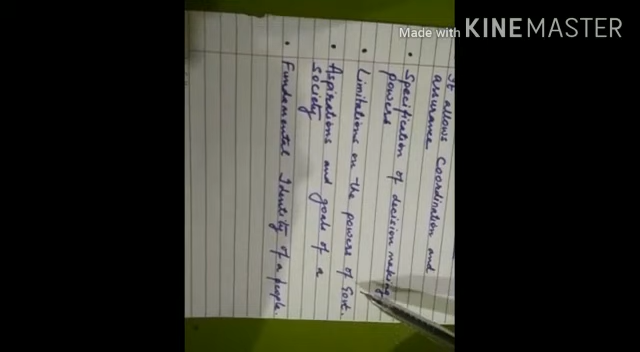 Made with KINEMASTER
It allows Coordination and
assurance
• Specification of decision making
powers
• Limitations on the powers of Govt.
• Aspirations and goals of a
society
• Fundamental Identity of a people.